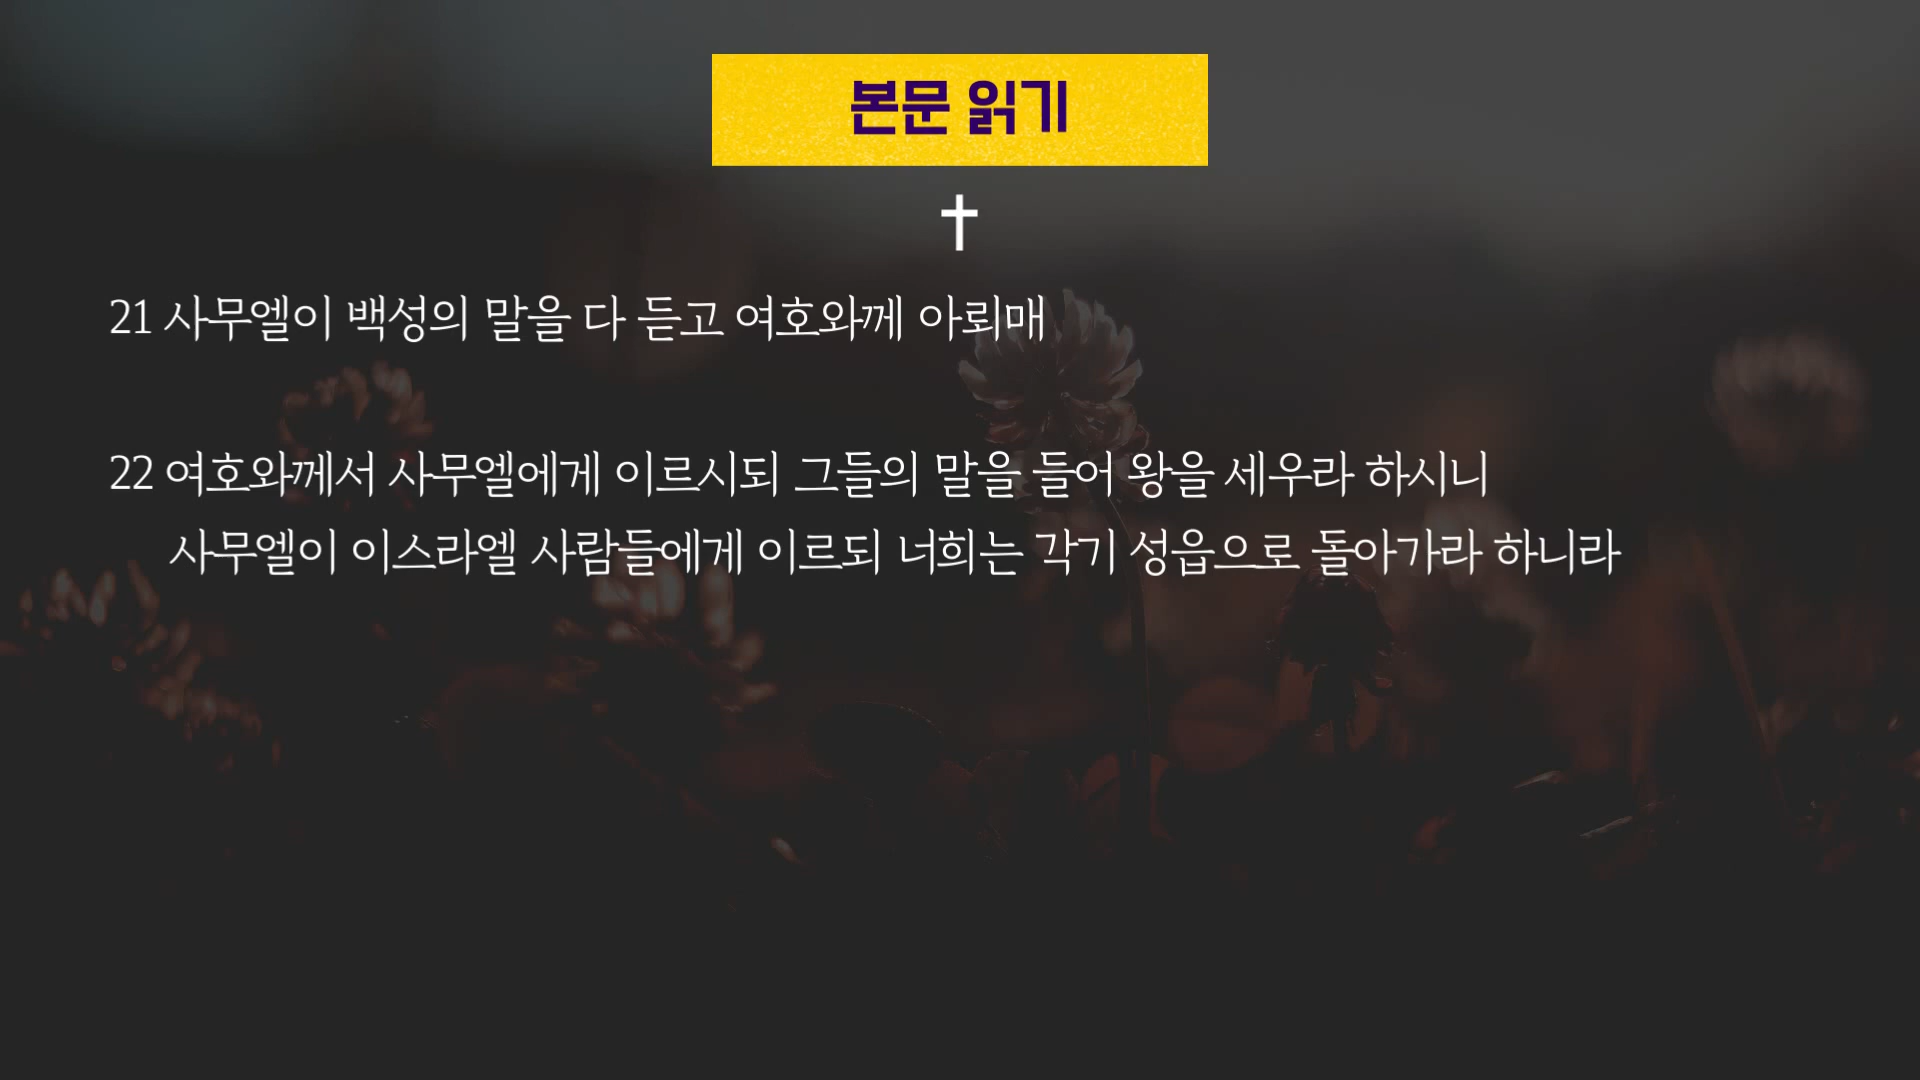 본문 읽기
21 사무엘이 백성의 말을 다 듣고 여호와께 아뢰매
22 여호와께서 사무엘에게 이르시되 그들의 말을 들어 왕을 세우라 하시니
사무엘이 이스라엘 사람들에게 이르되 너희는 각기 성읍으로 돌아가라 하니라